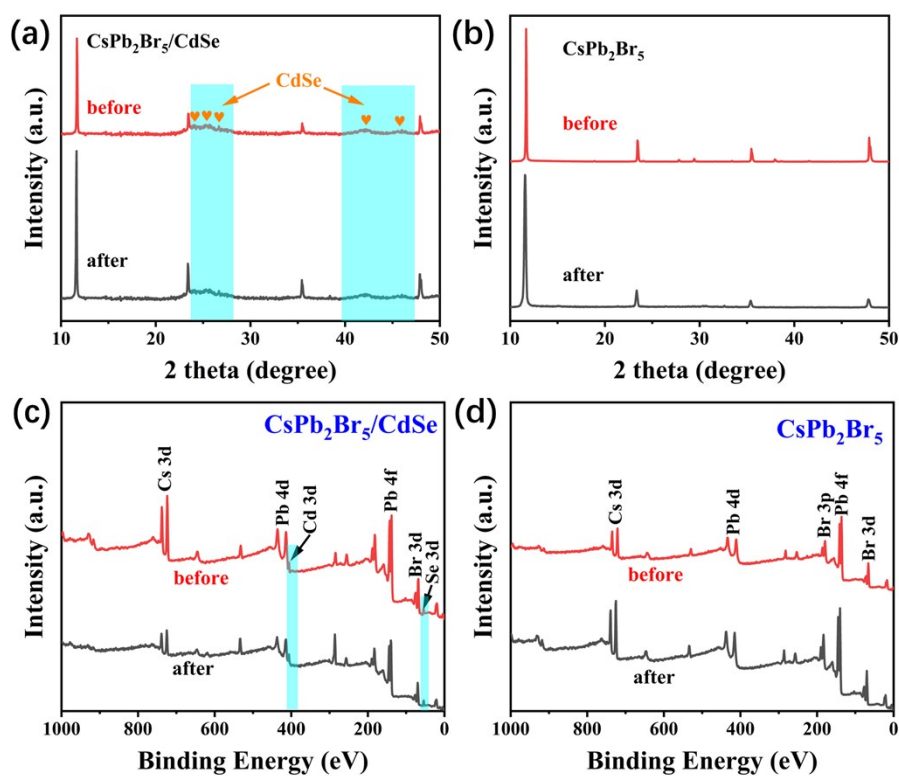 (a)
CsPb₂Br₅/CdSe
CdSe
before
after
Intensity (a.u.)
10 20 30 40 50
2 theta (degree)
(b)
CsPb₂Br₅
before
after
Intensity (a.u.)
10 20 30 40 50
2 theta (degree)
(c)
CsPb₂Br₅/CdSe
Cs 3d
Pb 4d
Cd 3d
Pb 4f
Br 3d
Se 3d
before
after
Intensity (a.u.)
1000 800 600 400 200 0
Binding Energy (eV)
(d)
CsPb₂Br₅
Cs 3d
Pb 4d
Br 3p
Pb 4f
Br 3d
before
after
Intensity (a.u.)
1000 800 600 400 200 0
Binding Energy (eV)